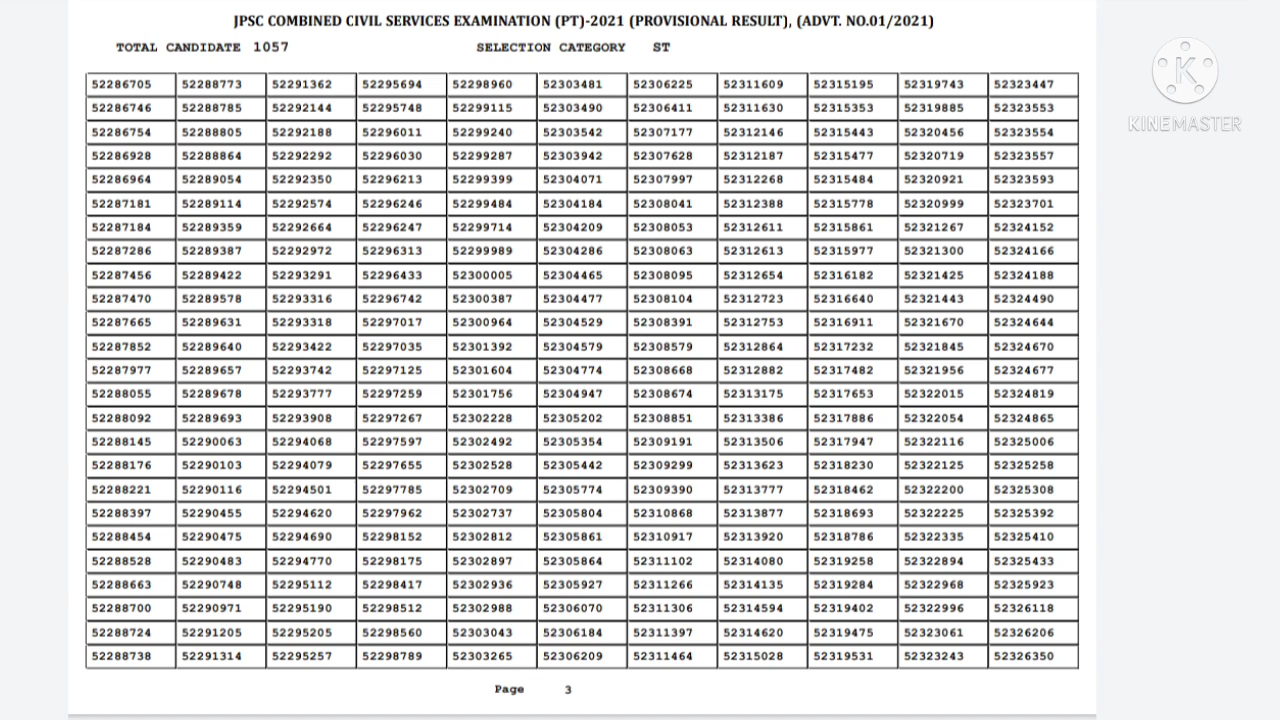 JPSC COMBINED CIVIL SERVICES EXAMINATION (PT)-2021 (PROVISIONAL RESULT), (ADVT. NO.01/2021)
TOTAL CANDIDATE 1057 SELECTION CATEGORY ST
52286705 52288773 52291362 52295694 52298960 52303481 52306225 52311609 52315195 52319743 52323447
52286746 52288785 52292144 52295748 52299115 52303490 52306411 52311630 52315353 52319885 52323553
52286754 52288805 52292188 52296011 52299240 52303542 52307177 52312146 52315443 52320456 52323554
52286928 52288864 52292292 52296030 52299287 52303942 52307628 52312187 52315477 52320719 52323557
52286964 52289054 52292350 52296213 52299399 52304071 52307997 52312268 52315484 52320921 52323593
52287181 52289114 52292574 52296246 52299484 52304184 52308041 52312388 52315778 52320999 52323701
52287184 52289359 52292664 52296247 52299714 52304209 52308053 52312611 52315861 52321267 52324152
52287286 52289387 52292972 52296313 52299989 52304286 52308063 52312613 52315977 52321300 52324166
52287456 52289422 52293291 52296433 52300005 52304465 52308095 52312654 52316182 52321425 52324188
52287470 52289578 52293316 52296742 52300387 52304477 52308104 52312723 52316640 52321443 52324490
52287665 52289631 52293318 52297017 52300964 52304529 52308391 52312753 52316911 52321670 52324644
52287852 52289640 52293422 52297035 52301392 52304579 52308579 52312864 52317232 52321845 52324670
52287977 52289657 52293742 52297125 52301604 52304774 52308668 52312882 52317482 52321956 52324677
52288055 52289678 52293777 52297259 52301756 52304947 52308674 52313175 52317653 52322015 52324819
52288092 52289693 52293908 52297267 52302228 52305202 52308851 52313386 52317886 52322054 52324865
52288145 52290063 52294068 52297597 52302492 52305354 52309191 52313506 52317947 52322116 52325006
52288176 52290103 52294079 52297655 52302528 52305442 52309299 52313623 52318230 52322125 52325258
52288221 52290116 52294501 52297785 52302709 52305774 52309390 52313777 52318462 52322200 52325308
52288397 52290455 52294620 52297962 52302737 52305804 52310868 52313877 52318693 52322225 52325392
52288454 52290475 52294690 52298152 52302812 52305861 52310917 52313920 52318786 52322335 52325410
52288528 52290483 52294770 52298175 52302897 52305864 52311102 52314080 52319258 52322894 52325433
52288663 52290748 52295112 52298417 52302936 52305927 52311266 52314135 52319284 52322968 52325923
52288700 52290971 52295190 52298512 52302988 52306070 52311306 52314594 52319402 52322996 52326118
52288724 52291205 52295205 52298560 52303043 52306184 52311397 52314620 52319475 52323061 52326206
52288738 52291314 52295257 52298789 52303265 52306209 52311464 52315028 52319531 52323243 52326350
Page 3
K
KINEMASTER